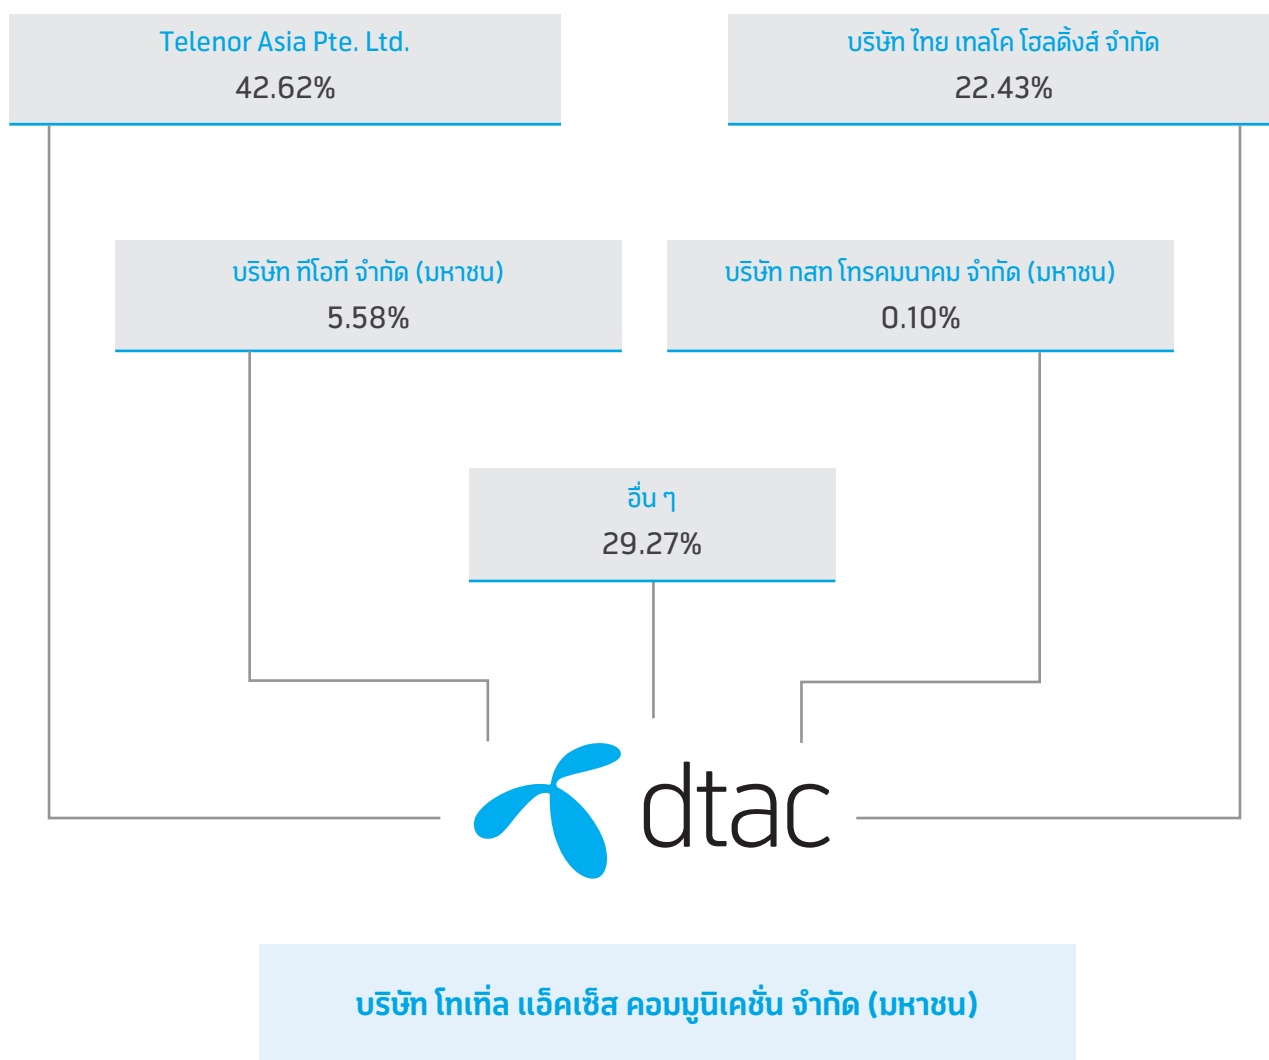 Telenor Asia Pte. Ltd.
42.62%
บริษัท ไทย เทลโค โฮลดิ้งส์ จำกัด
22.43%
บริษัท ทีโอที จำกัด (มหาชน)
5.58%
บริษัท กสท โทรคมนาคม จำกัด (มหาชน)
0.10%
อื่น ๆ
29.27%
dtac
บริษัท โทเทิ่ล แอ็คเซ็ส คอมมูนิเคชั่น จำกัด (มหาชน)